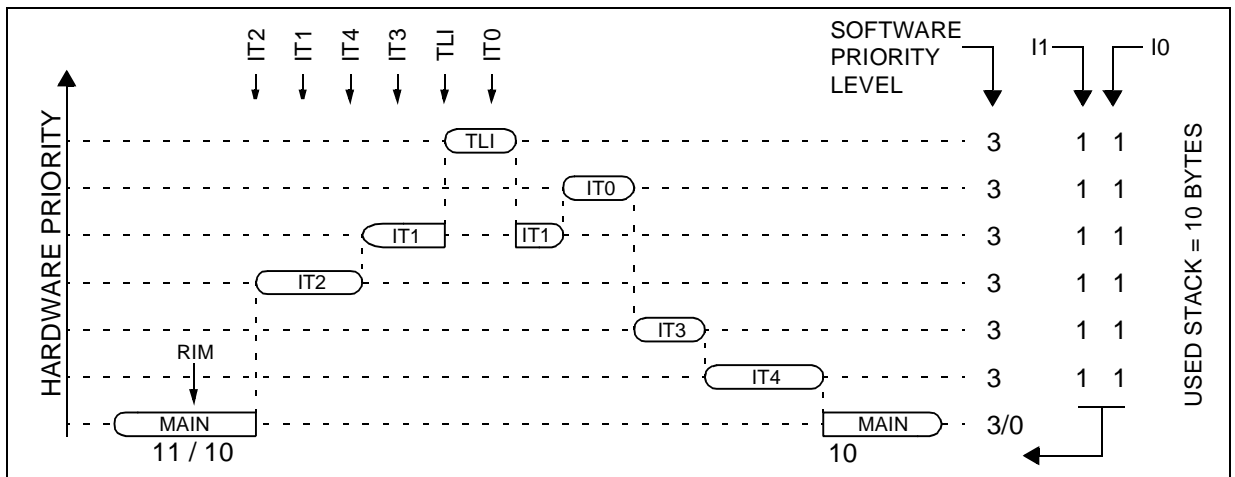 IT2
IT1
IT4
IT3
TLI
IT0
SOFTWARE
PRIORITY
LEVEL
I1
I0
HARDWARE PRIORITY
TLI
3 1 1
IT0
3 1 1
IT1
IT1
3 1 1
IT2
3 1 1
IT3
3 1 1
RIM
IT4
3 1 1
MAIN
MAIN
3/0
11 / 10
10
USED STACK = 10 BYTES